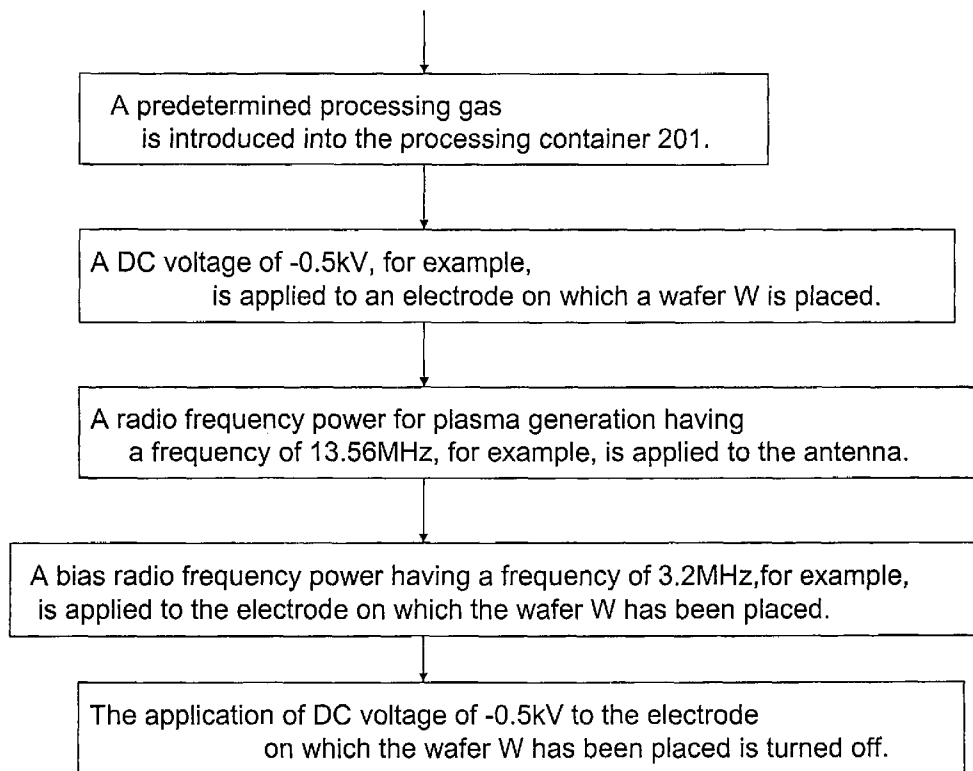 A predetermined processing gas
is introduced into the processing container 201.
A DC voltage of -0.5kV, for example,
is applied to an electrode on which a wafer W is placed.
A radio frequency power for plasma generation having
a frequency of 13.56MHz, for example, is applied to the antenna.
A bias radio frequency power having a frequency of 3.2MHz,for example,
is applied to the electrode on which the wafer W has been placed.
The application of DC voltage of -0.5kV to the electrode
on which the wafer W has been placed is turned off.